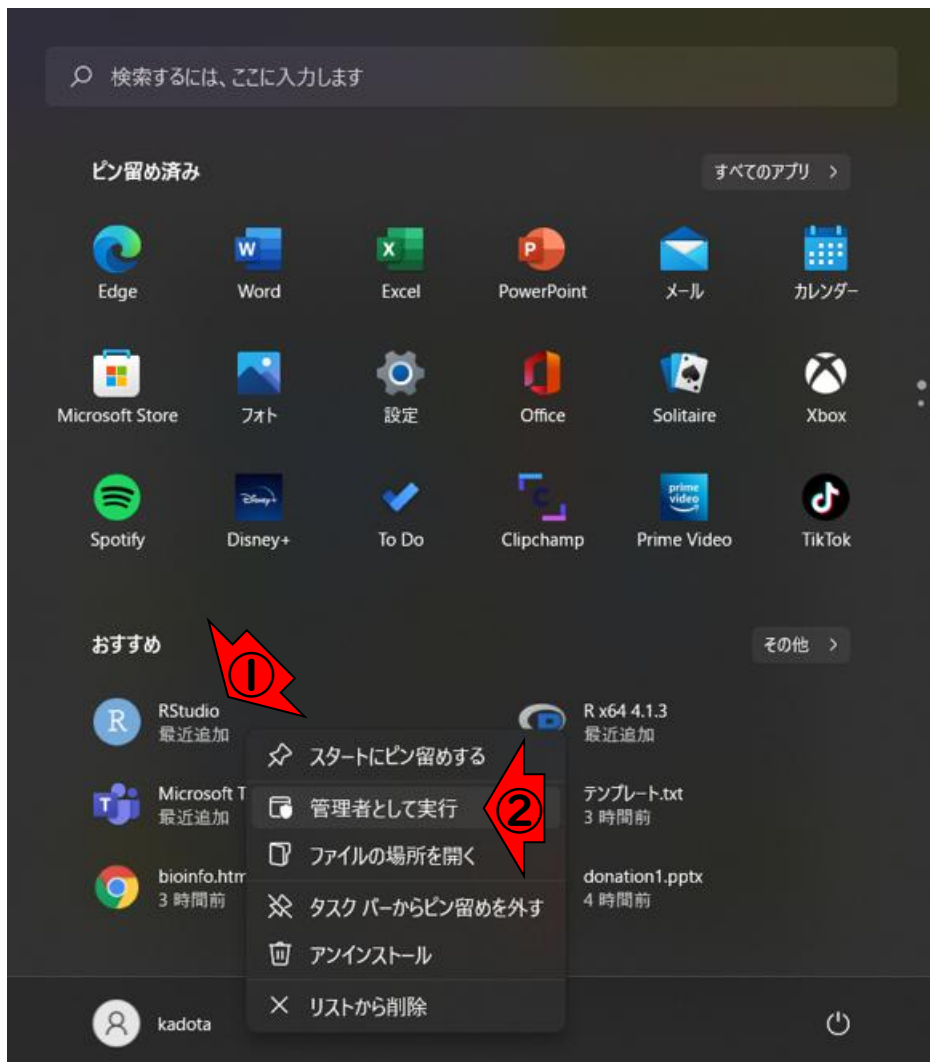 検索するには、ここに入力します
ピン留め済み
すべてのアプリ >
Edge
Word
Excel
PowerPoint
メール
カレンダー
Microsoft Store
フォト
設定
Office
Solitaire
Xbox
Spotify
Disney+
To Do
Clipchamp
Prime Video
TikTok
おすすめ
その他 >
①
RStudio
最近追加
R x64 4.1.3
最近追加
スタートにピン留めする
Microsoft T
最近追加
管理者として実行
②
テンプレート.txt
3 時間前
ファイルの場所を開く
bioinfo.htm
3 時間前
donation1.pptx
4 時間前
タスク バーからピン留めを外す
アンインストール
リストから削除
kadota